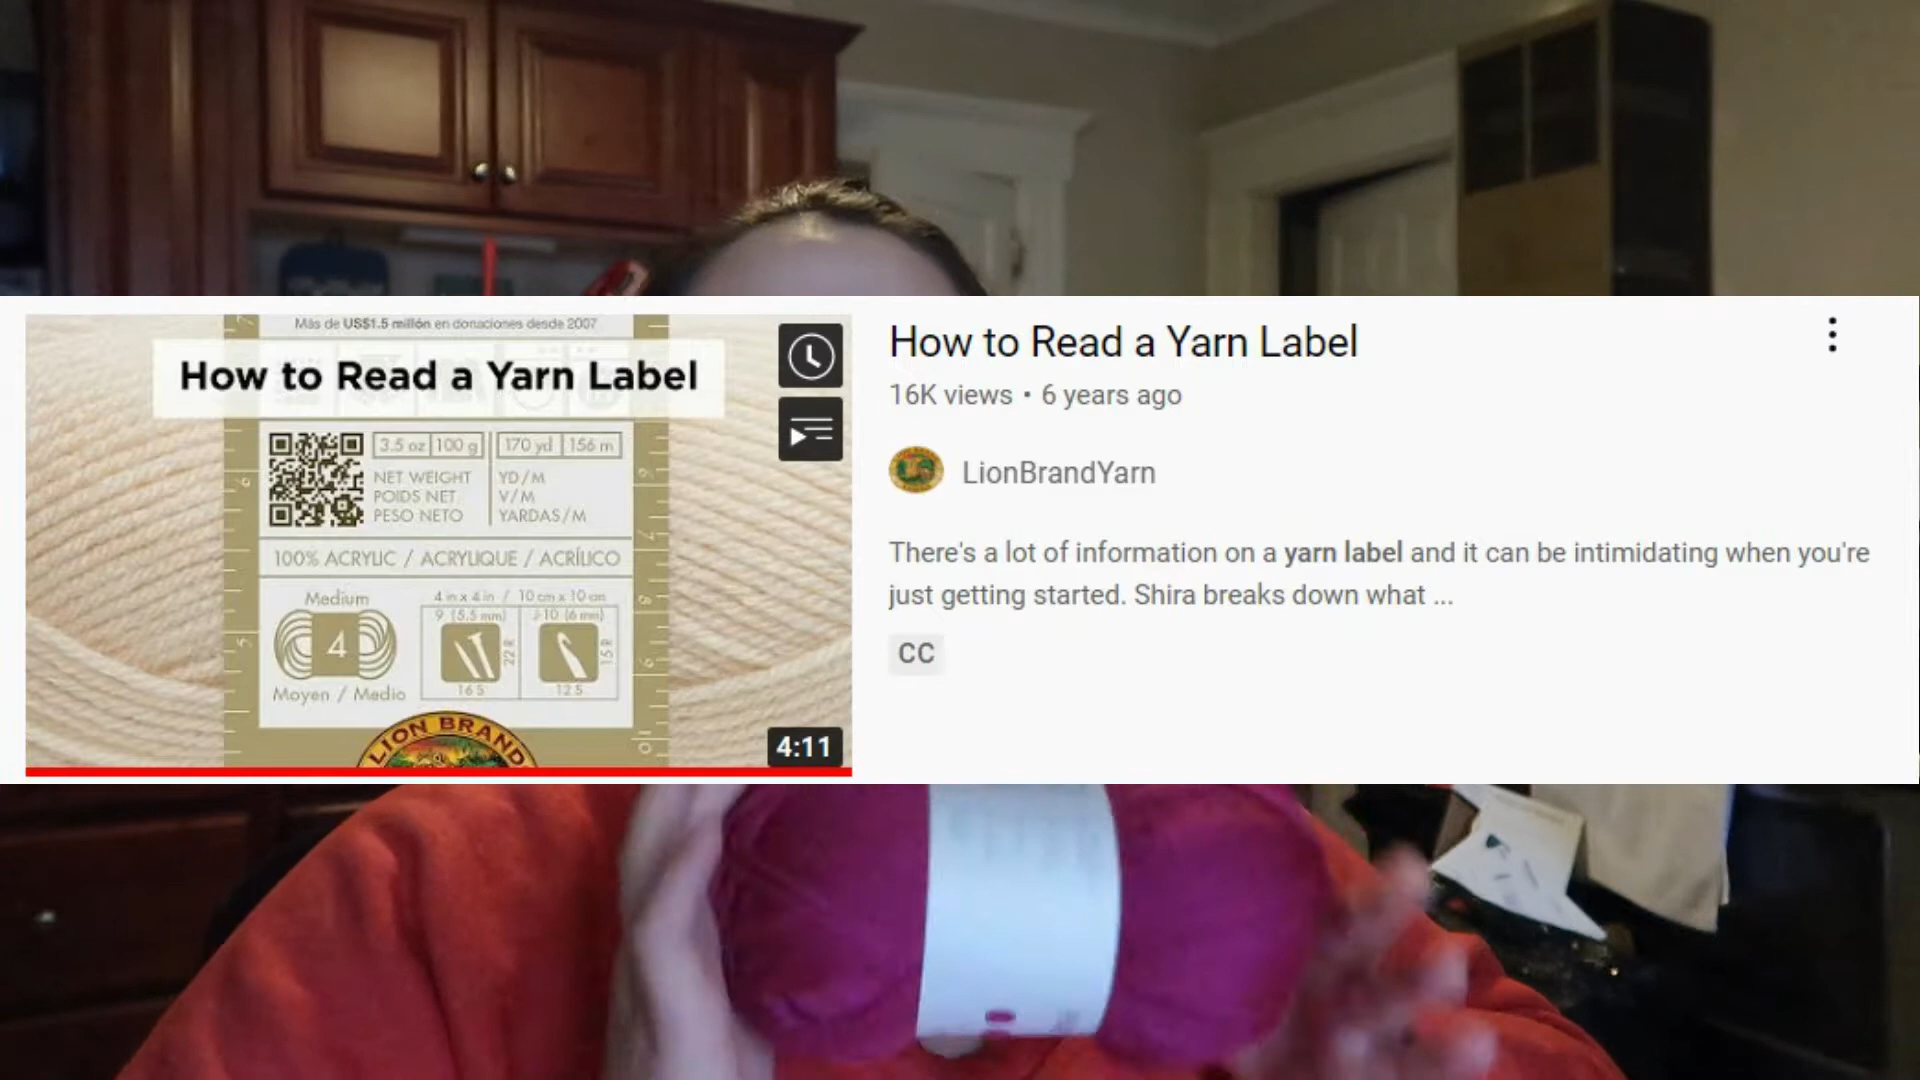 Más de US$1.5 millón en donaciones desde 2007
How to Read a Yarn Label
3.5 oz 100 g 170 yd 156 m
NET WEIGHT YD/M
POIDS NET V/M
PESO NETO YARDAS/M
100% ACRYLIC / ACRYLIQUE / ACRÍLICO
Medium
4
Moyen / Medio
4 in x 4 in / 10 cm x 10 cm
9 (5.5 mm) J-10 (6 mm)
22 R 15 R
16 S 12 S
LION BRAND
4:11
How to Read a Yarn Label
16K views • 6 years ago
LionBrandYarn
There's a lot of information on a yarn label and it can be intimidating when you're
just getting started. Shira breaks down what ...
CC